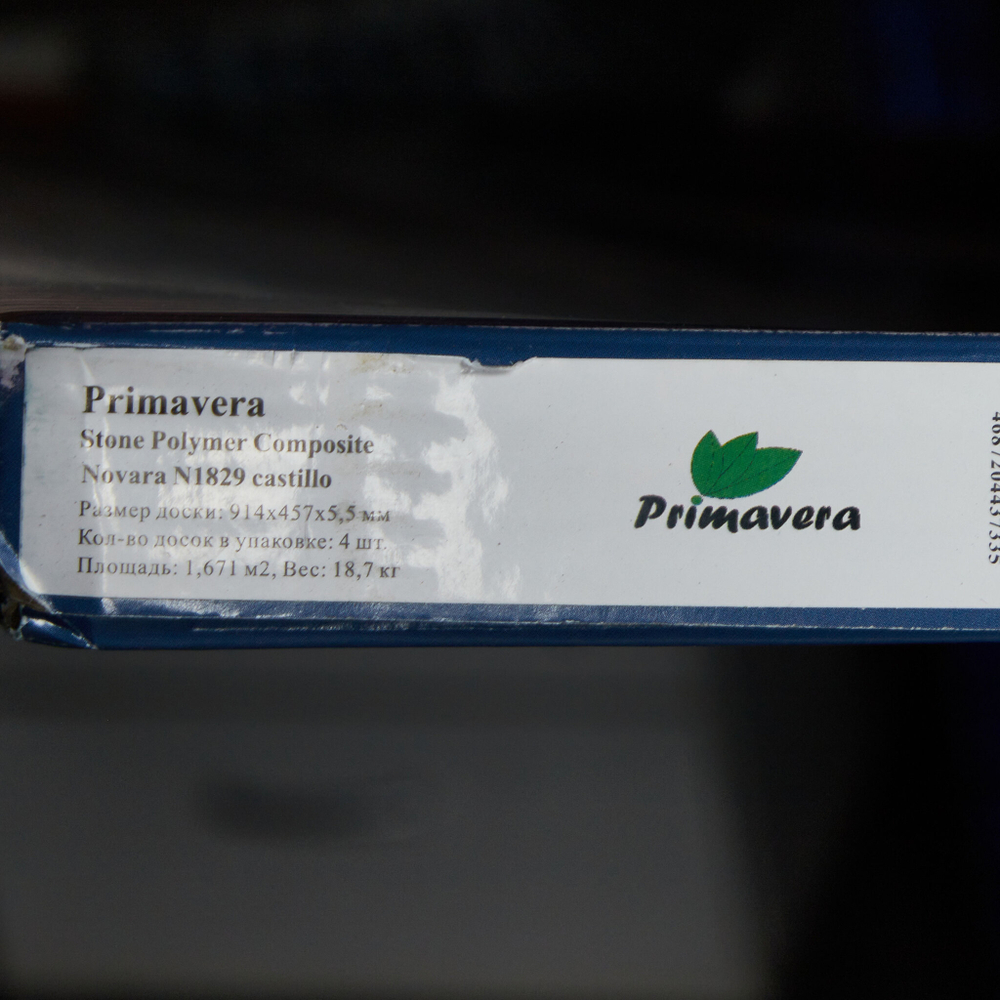 Primavera
Stone Polymer Composite
Novara N1829 castillo
Размер доски: 914x457x5,5 мм
Кол-во досок в упаковке: 4 шт.
Площадь: 1,671 м2, Вес: 18,7 кг
Primavera